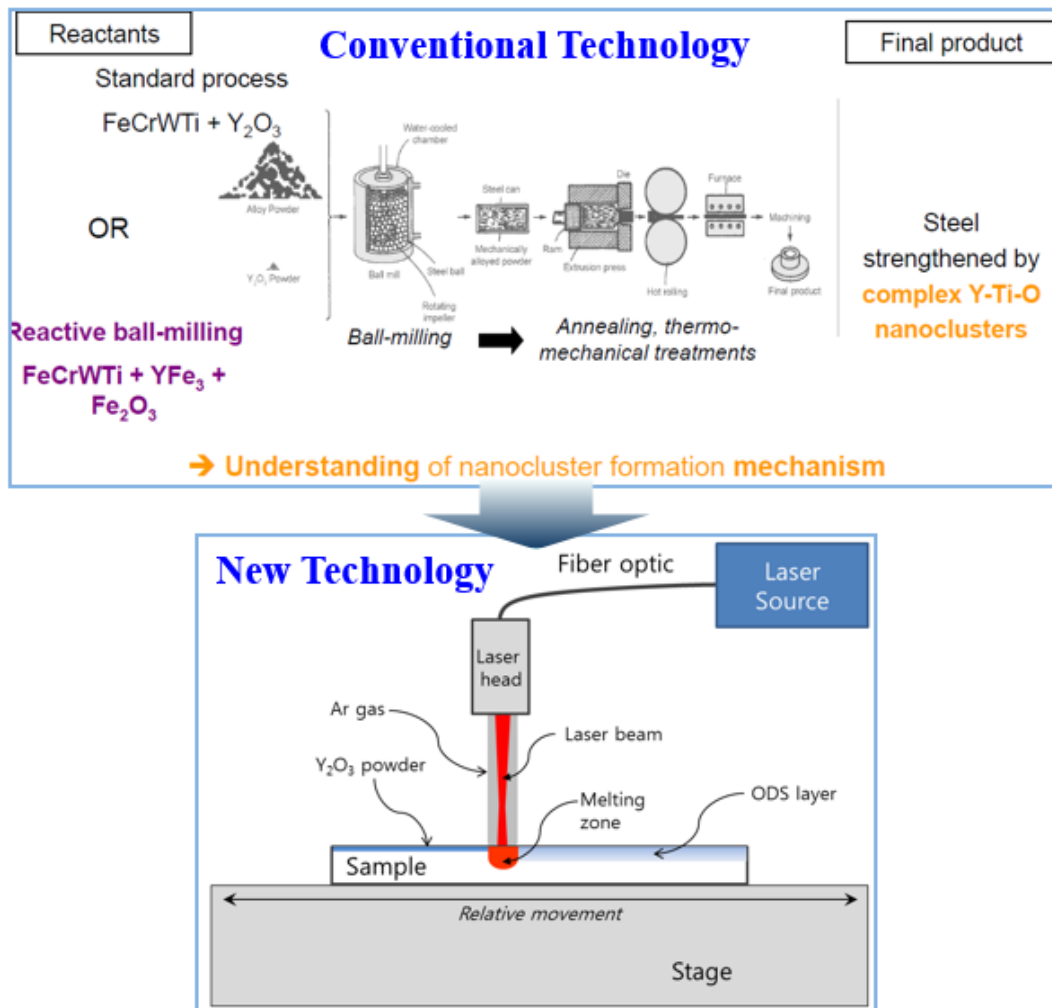 Reactants
Conventional Technology
Final product
Standard process
FeCrWTi + Y₂O₃
OR
Reactive ball-milling
FeCrWTi + YFe₃ +
Fe₂O₃
Alloy Powder
Y₂O₃ Powder
Water-cooled
chamber
Ball mill
Steel ball
Rotating
impeller
Steel can
Mechanically
alloyed powder
Ram
Die
Extrusion press
Hot rolling
Furnace
Machining
Final product
Ball-milling
Annealing, thermo-
mechanical treatments
Steel
strengthened by
complex Y-Ti-O
nanoclusters
➔ Understanding of nanocluster formation mechanism
New Technology
Fiber optic
Laser
Source
Laser
head
Ar gas
Laser beam
Y₂O₃ powder
Melting
zone
ODS layer
Sample
Relative movement
Stage